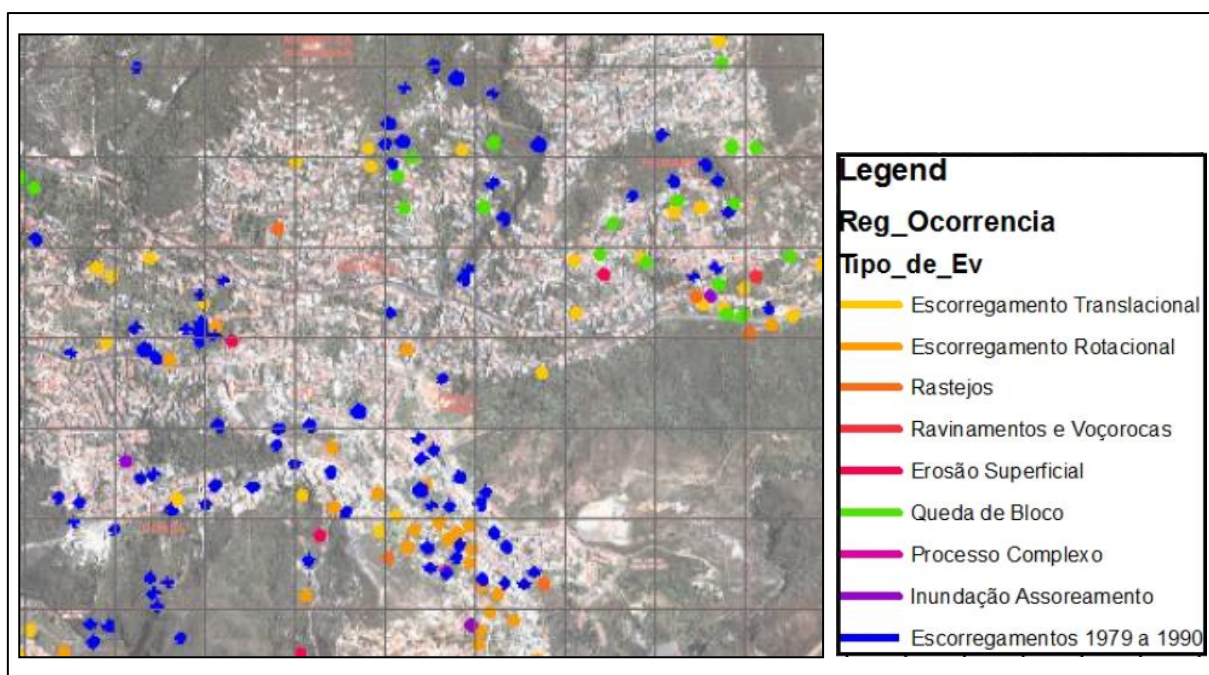 Legend
Reg_Ocorrencia
Tipo_de_Ev
Escorregamento Translacional
Escorregamento Rotacional
Rastejos
Ravinamentos e Voçorocas
Erosão Superficial
Queda de Bloco
Processo Complexo
Inundação Assoreamento
Escorregamentos 1979 a 1990